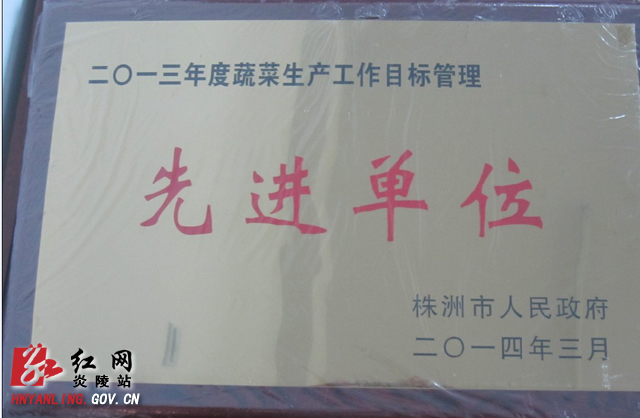 二〇一三年度蔬菜生产工作目标管理
先进单位
株洲市人民政府
二〇一四年三月
红网
炎陵站
HNYANLING.GOV.CN